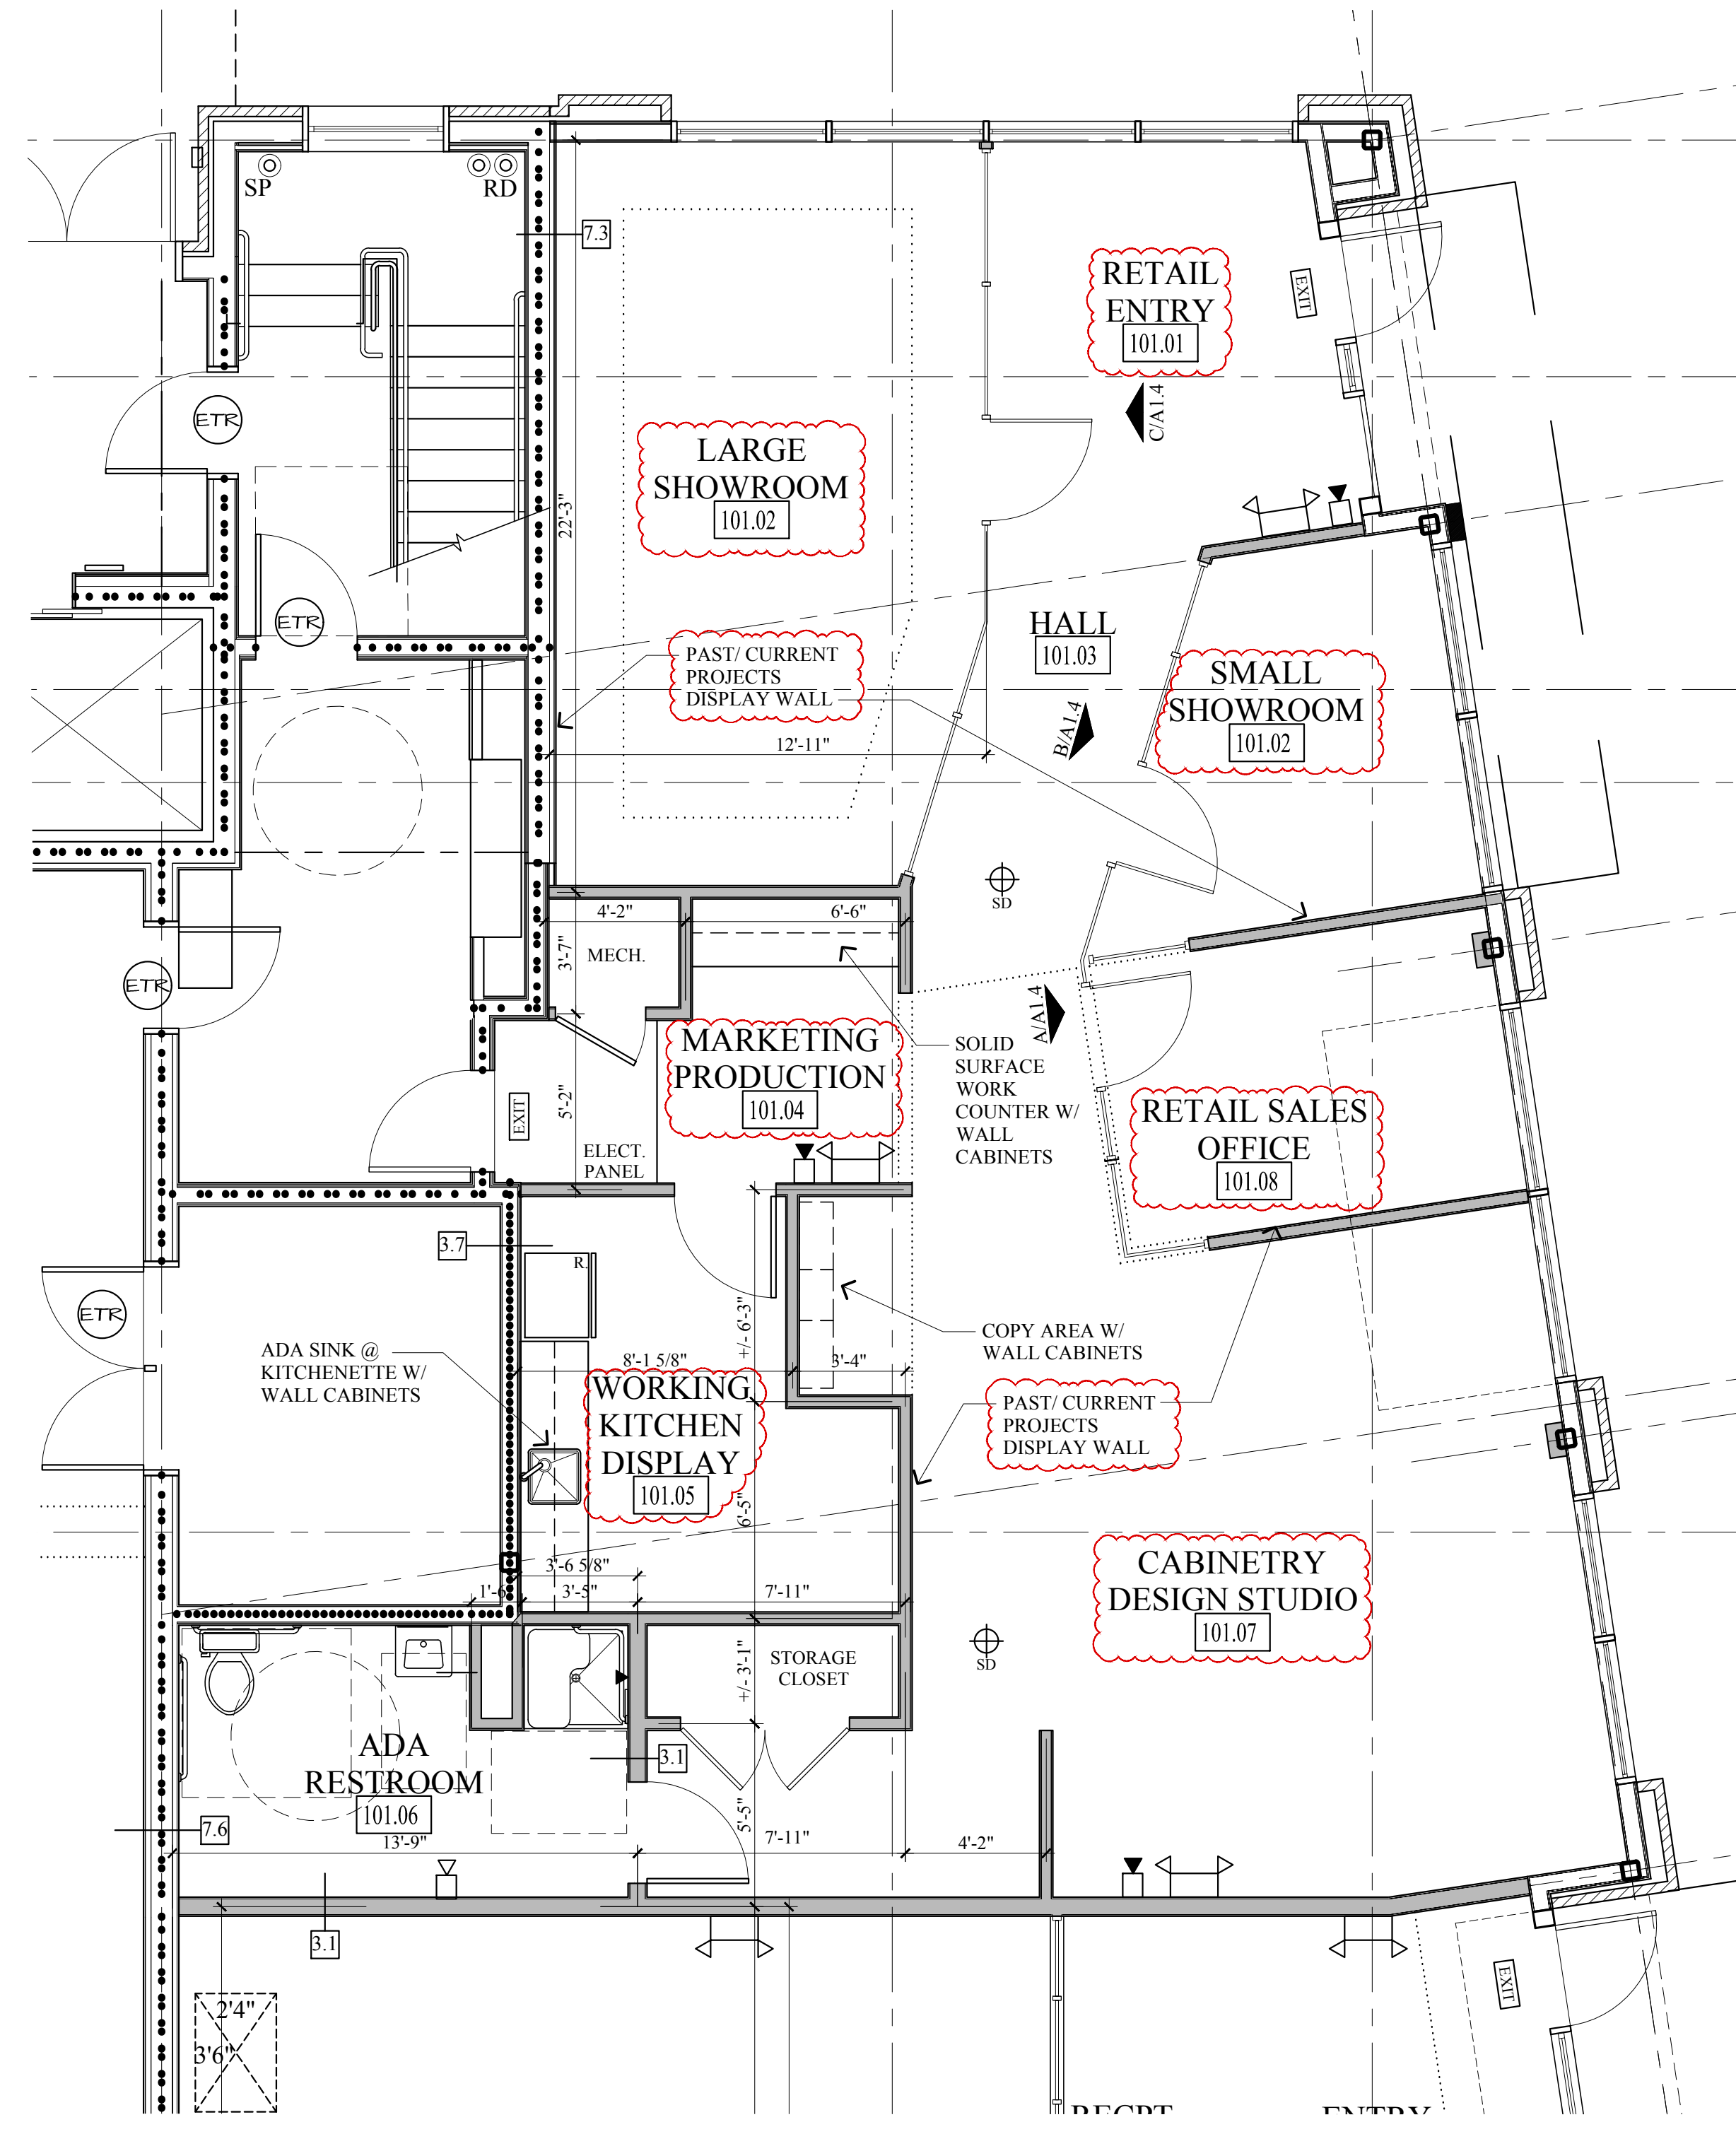 SP
RD
7.3
RETAIL
ENTRY
101.01
EXIT
C/A1.4
ETR
LARGE
SHOWROOM
101.02
22'-3"
ETR
HALL
101.03
PAST/ CURRENT
PROJECTS
DISPLAY WALL
SMALL
SHOWROOM
101.02
B/A1.4
12'-11"
SD
4'-2"
6'-6"
3'-7"
MECH.
ETR
A/A1.4
MARKETING
PRODUCTION
101.04
SOLID
SURFACE
WORK
COUNTER W/
WALL
CABINETS
EXIT
5'-2"
ELECT.
PANEL
RETAIL SALES
OFFICE
101.08
3.7
R.
ETR
+/- 6'-3"
ADA SINK @
KITCHENETTE W/
WALL CABINETS
COPY AREA W/
WALL CABINETS
8'-1 5/8"
3'-4"
WORKING
KITCHEN
DISPLAY
101.05
PAST/ CURRENT
PROJECTS
DISPLAY WALL
6'-5"
3'-6 5/8"
1'-6"
3'-5"
7'-11"
CABINETRY
DESIGN STUDIO
101.07
SD
STORAGE
CLOSET
+/- 3'-1"
ADA
RESTROOM
101.06
3.1
7.6
13'-9"
5'-5"
7'-11"
4'-2"
3.1
EXIT
2'4"
3'6"
RECPT
ENTRY